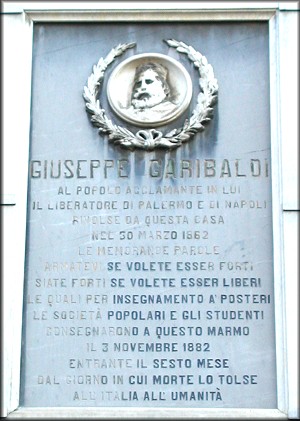 GIUSEPPE GARIBALDI
AL POPOLO ACCLAMANTE IN LUI
IL LIBERATORE DI PALERMO E DI NAPOLI
RIVOLSE DA QUESTA CASA
NEL 30 MARZO 1862
LE MEMORANDE PAROLE
ARMATEVI SE VOLETE ESSER FORTI
SIATE FORTI SE VOLETE ESSER LIBERI
LE QUALI PER INSEGNAMENTO A' POSTERI
LE SOCIETÀ POPOLARI E GLI STUDENTI
CONSEGNARONO A QUESTO MARMO
IL 3 NOVEMBRE 1882
ENTRANTE IL SESTO MESE
DAL GIORNO IN CUI MORTE LO TOLSE
ALL'ITALIA ALL'UMANITÀ